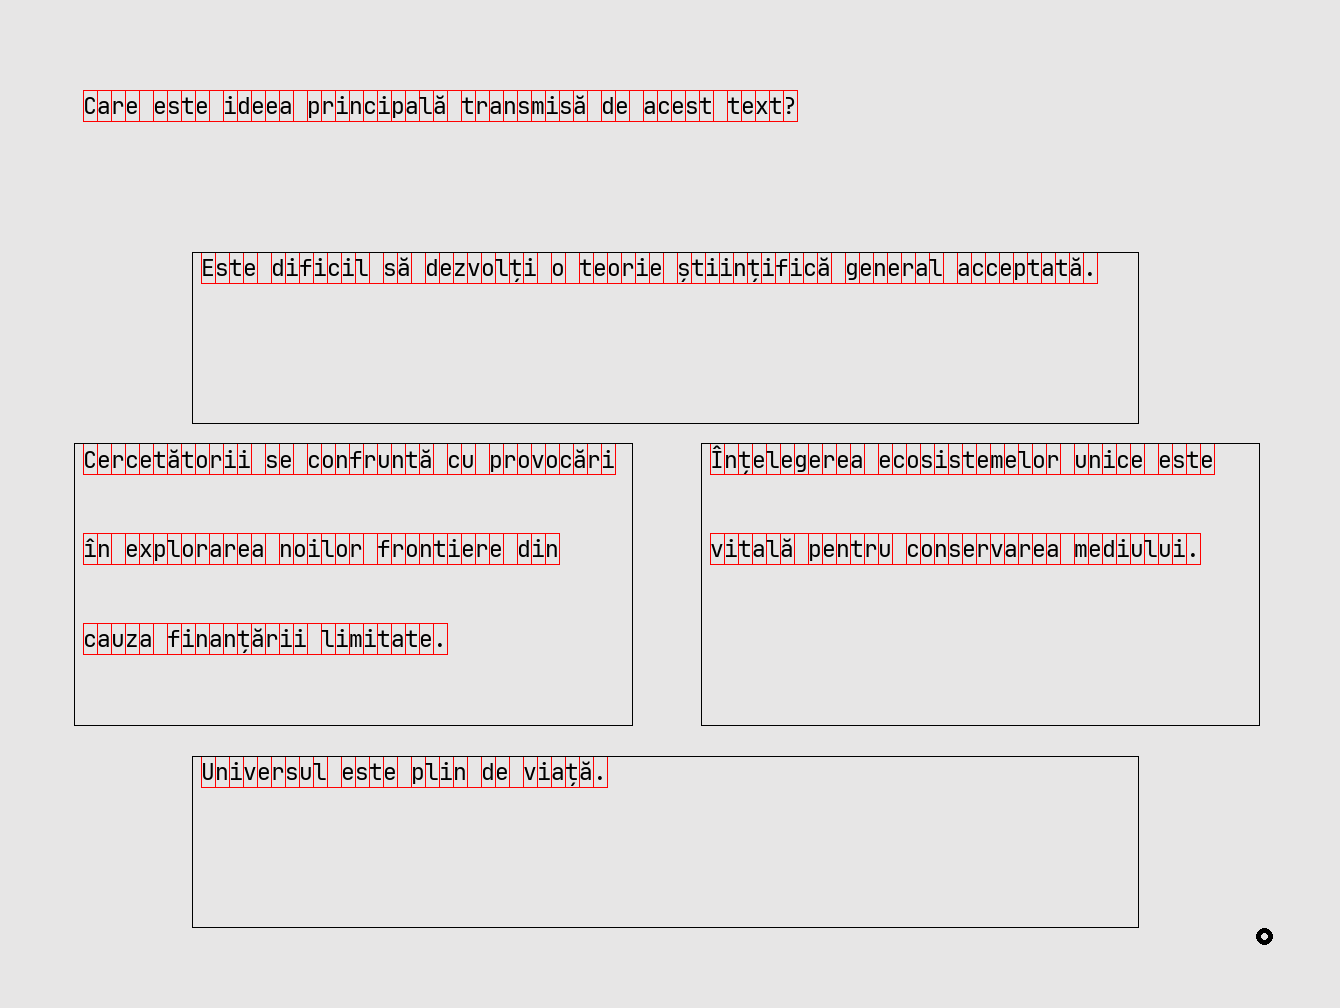 Care este ideea principală transmisă de acest text?
Este dificil să dezvolți o teorie științifică general acceptată.
Cercetătorii se confruntă cu provocări
în explorarea noilor frontiere din
cauza finanțării limitate.
Înțelegerea ecosistemelor unice este
vitală pentru conservarea mediului.
Universul este plin de viață.